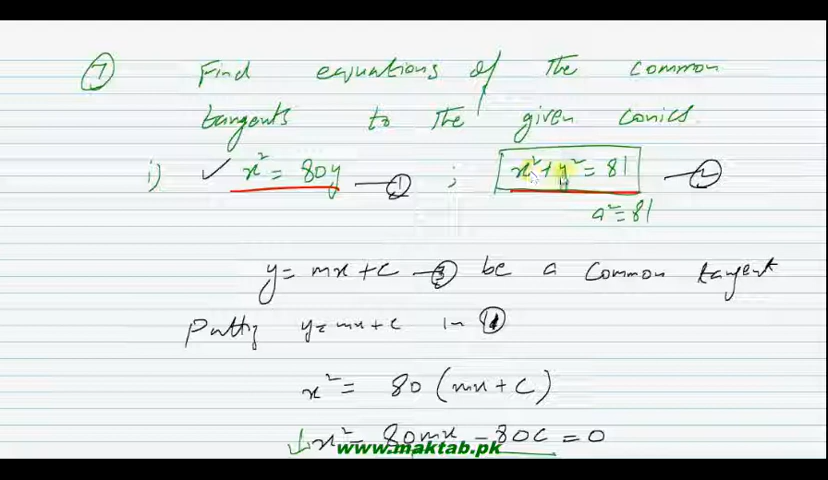 7 Find equations of the common
tangents to the given conics.
i) ✓ x² = 80y — 1 ; x² + y² = 81 — 2
a² = 81
y = mx + c — 3 be a common tangent
Putting y = mx + c in 1
x² = 80 (mx + c)
x² = 80mx - 80c = 0
www.maktab.pk